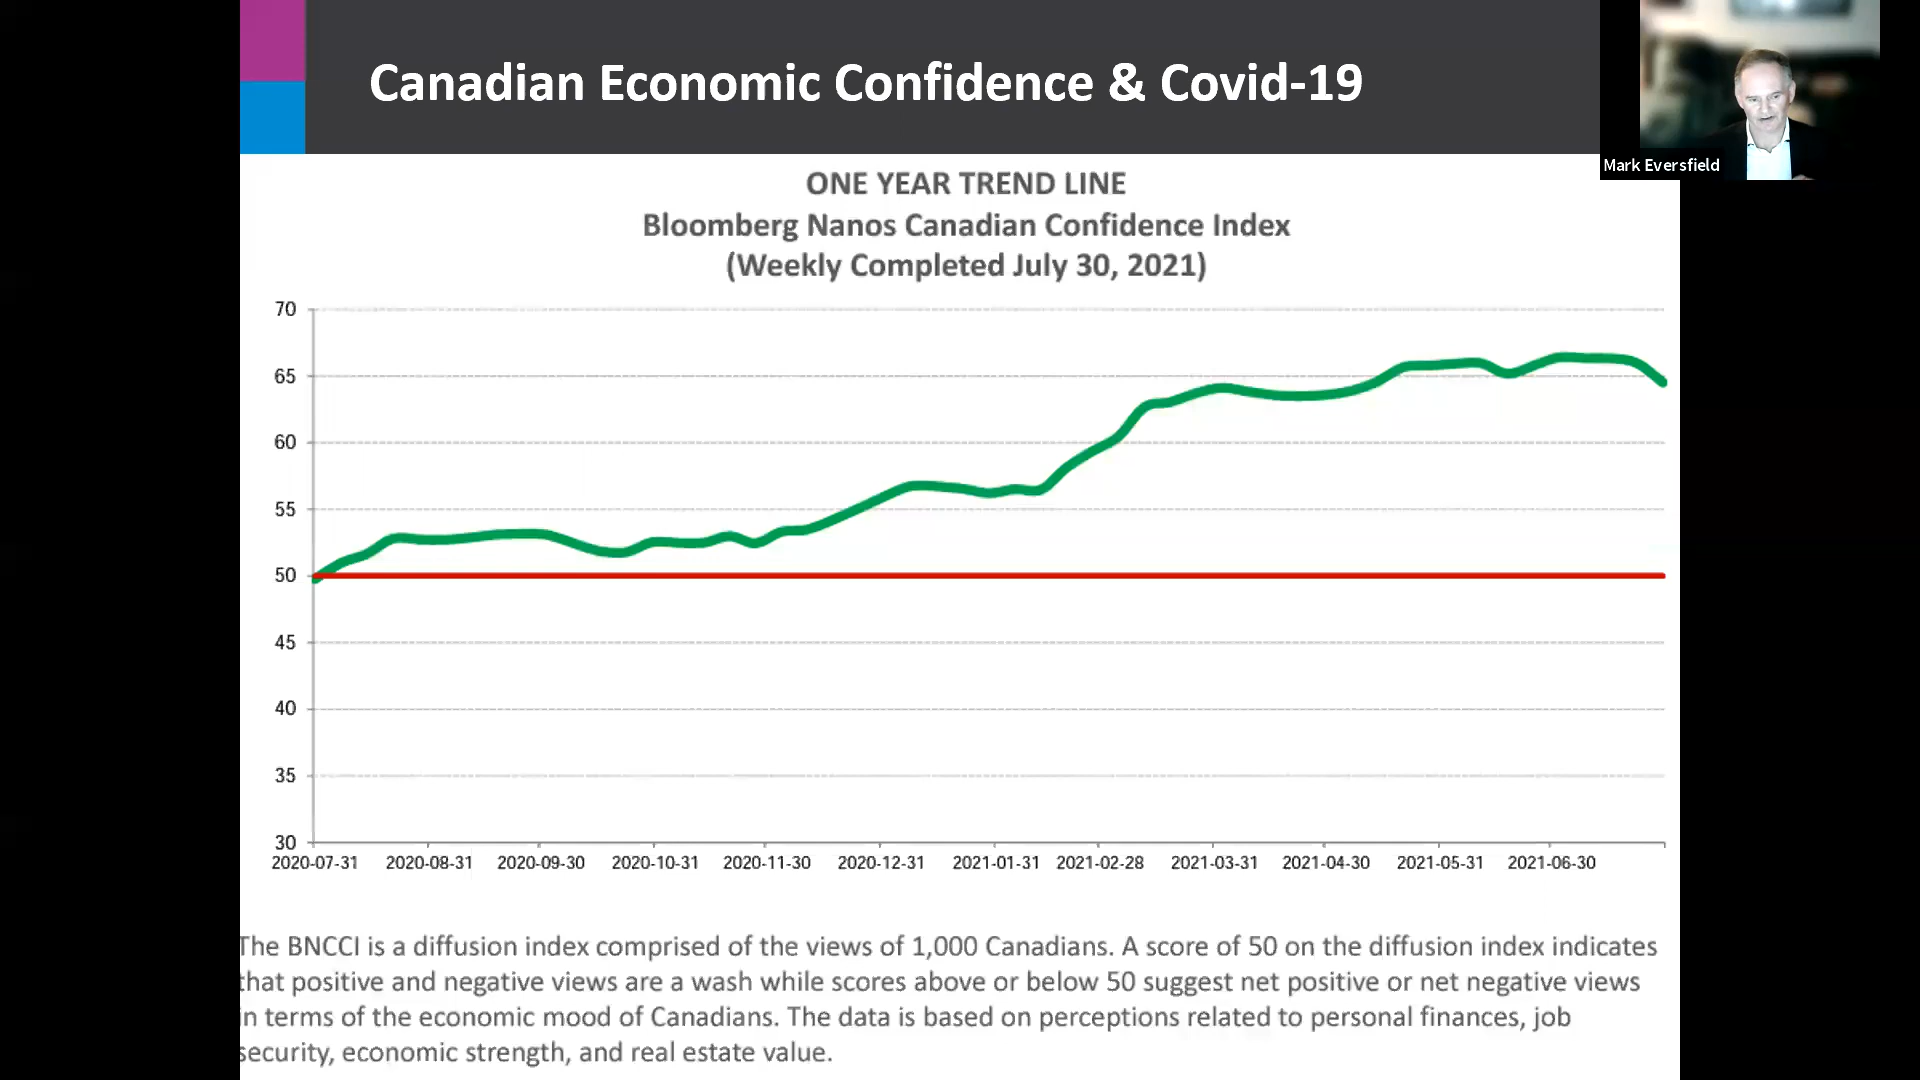 Canadian Economic Confidence & Covid-19
Mark Eversfield
ONE YEAR TREND LINE
Bloomberg Nanos Canadian Confidence Index
(Weekly Completed July 30, 2021)
70
65
60
55
50
45
40
35
30
2020-07-31 2020-08-31 2020-09-30 2020-10-31 2020-11-30 2020-12-31 2021-01-31 2021-02-28 2021-03-31 2021-04-30 2021-05-31 2021-06-30
The BNCCI is a diffusion index comprised of the views of 1,000 Canadians. A score of 50 on the diffusion index indicates
that positive and negative views are a wash while scores above or below 50 suggest net positive or net negative views
in terms of the economic mood of Canadians. The data is based on perceptions related to personal finances, job
security, economic strength, and real estate value.